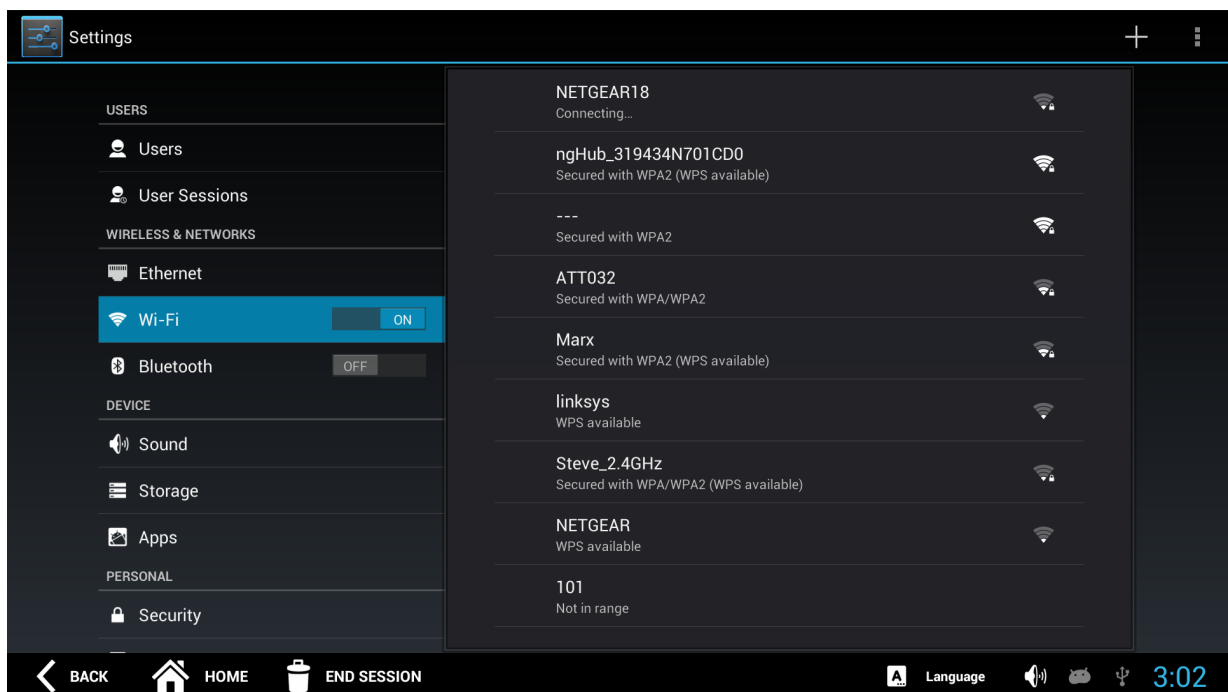 Settings
USERS
Users
User Sessions
WIRELESS & NETWORKS
Ethernet
Wi-Fi ON
Bluetooth OFF
DEVICE
Sound
Storage
Apps
PERSONAL
Security
NETGEAR18
Connecting...
ngHub_319434N701CD0
Secured with WPA2 (WPS available)
---
Secured with WPA2
ATT032
Secured with WPA/WPA2
Marx
Secured with WPA2 (WPS available)
linksys
WPS available
Steve_2.4GHz
Secured with WPA/WPA2 (WPS available)
NETGEAR
WPS available
101
Not in range
BACK HOME END SESSION A Language 3:02